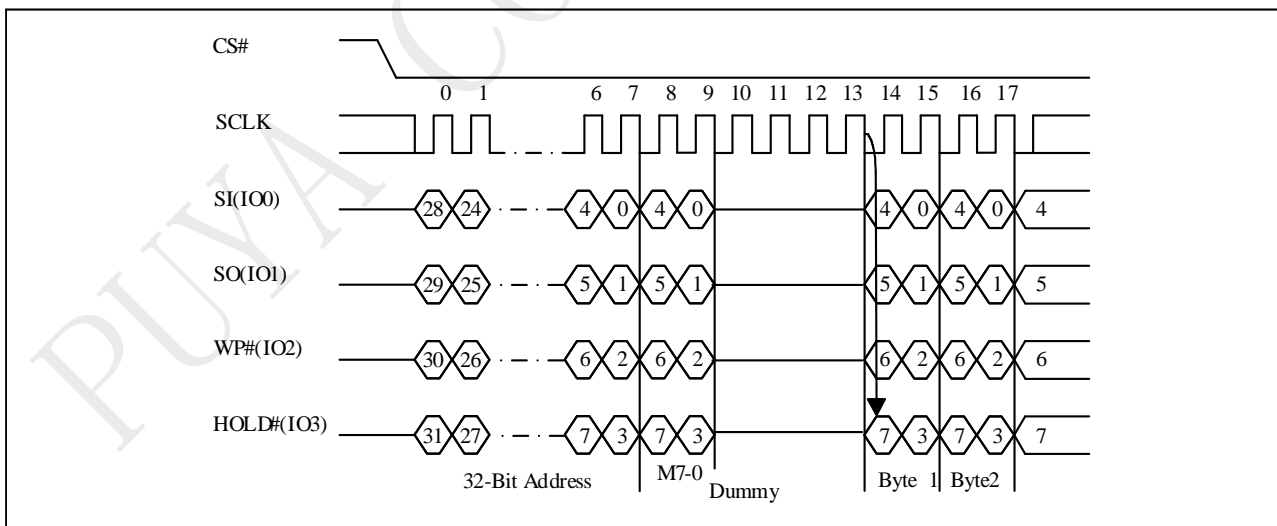 CS#
0 1 6 7 8 9 10 11 12 13 14 15 16 17
SCLK
SI(IO0) 28 24 4 0 4 0 4 0 4 0 4
SO(IO1) 29 25 5 1 5 1 5 1 5 1 5
WP#(IO2) 30 26 6 2 6 2 6 2 6 2 6
HOLD#(IO3) 31 27 7 3 7 3 7 3 7 3 7
32-Bit Address M7-0 Dummy Byte 1 Byte2
PUYA CO